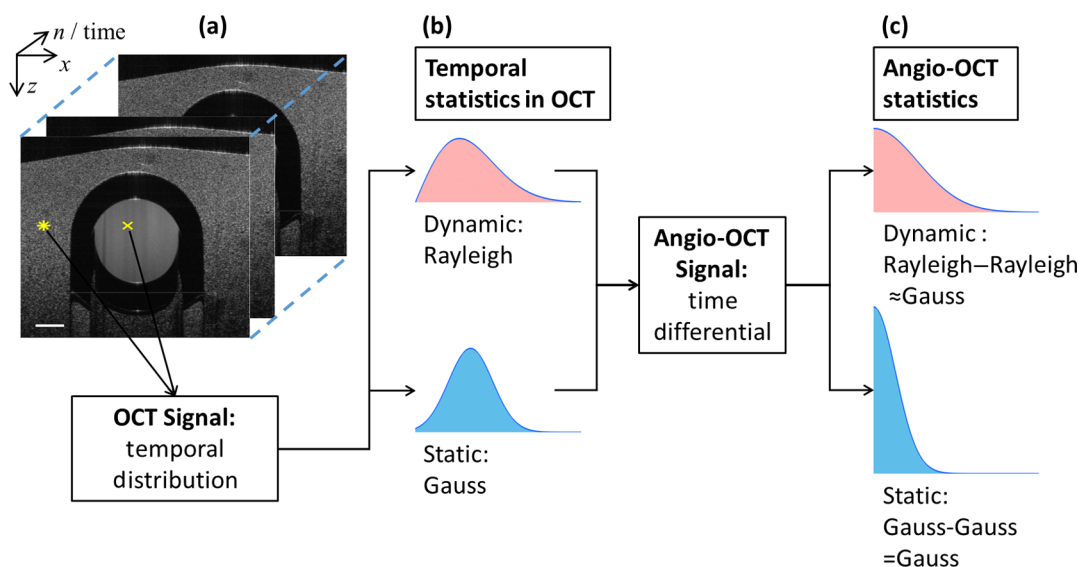 (a)
n / time
x
z
OCT Signal:
temporal
distribution
(b)
Temporal
statistics in OCT
Dynamic:
Rayleigh
Static:
Gauss
Angio-OCT
Signal:
time
differential
(c)
Angio-OCT
statistics
Dynamic :
Rayleigh−Rayleigh
≈Gauss
Static:
Gauss-Gauss
=Gauss